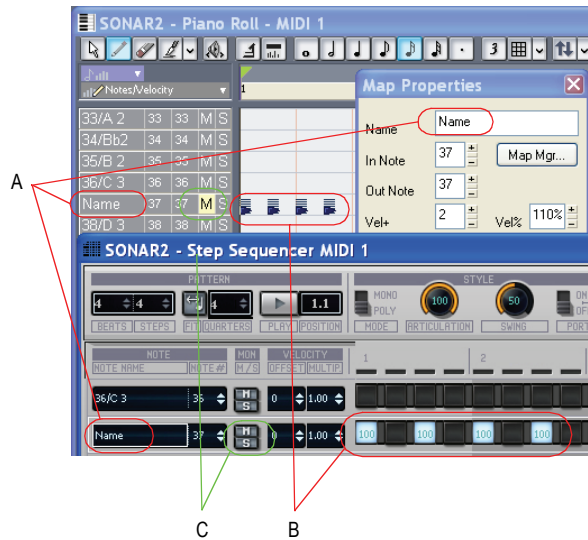 SONAR2 - Piano Roll - MIDI 1
3
Notes/Velocity
1
33/A 2 33 33 M S
34/Bb2 34 34 M S
35/B 2 35 35 M S
36/C 3 36 36 M S
Name 37 37 M S
38/D 3 38 38 M S
Map Properties
Name Name
In Note 37 Map Mgr...
Out Note 37
Vel+ 2 Vel% 110%
A
SONAR2 - Step Sequencer MIDI 1
PATTERN
4 4 4 1.1
BEATS STEPS FIT QUARTERS PLAY POSITION
STYLE
MONO
POLY
100 50
MODE ARTICULATION SWING
NOTE MON VELOCITY
NOTE NAME NOTE # M/S OFFSET MULTIP
1 2
36/C 3 36 M S 0 1.00
Name 37 M S 0 1.00 100 100 100 100
C B